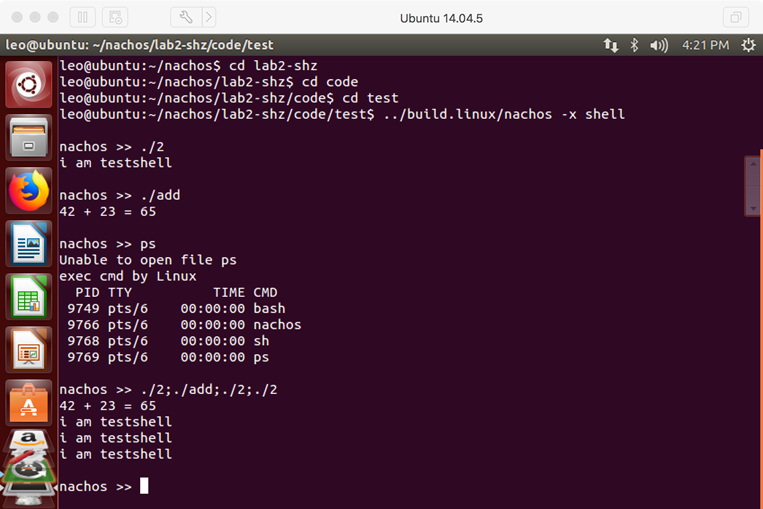 Ubuntu 14.04.5
leo@ubuntu: ~/nachos/lab2-shz/code/test
4:21 PM
leo@ubuntu:~/nachos$ cd lab2-shz
leo@ubuntu:~/nachos/lab2-shz$ cd code
leo@ubuntu:~/nachos/lab2-shz/code$ cd test
leo@ubuntu:~/nachos/lab2-shz/code/test$ ../build.linux/nachos -x shell
nachos >> ./2
i am testshell
nachos >> ./add
42 + 23 = 65
nachos >> ps
Unable to open file ps
exec cmd by Linux
PID TTY          TIME CMD
9749 pts/6    00:00:00 bash
9766 pts/6    00:00:00 nachos
9768 pts/6    00:00:00 sh
9769 pts/6    00:00:00 ps
nachos >> ./2;./add;./2;./2
42 + 23 = 65
i am testshell
i am testshell
i am testshell
nachos >>